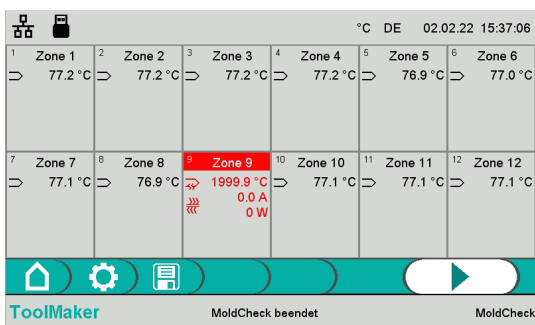 °C DE 02.02.22 15:37:06
1 Zone 1 2 Zone 2 3 Zone 3 4 Zone 4 5 Zone 5 6 Zone 6
77.2 °C 77.2 °C 77.2 °C 77.2 °C 76.9 °C 77.0 °C
7 Zone 7 8 Zone 8 9 Zone 9 10 Zone 10 11 Zone 11 12 Zone 12
77.1 °C 76.9 °C 1999.9 °C 77.1 °C 77.1 °C 77.1 °C
0.0 A
0 W
ToolMaker MoldCheck beendet MoldCheck